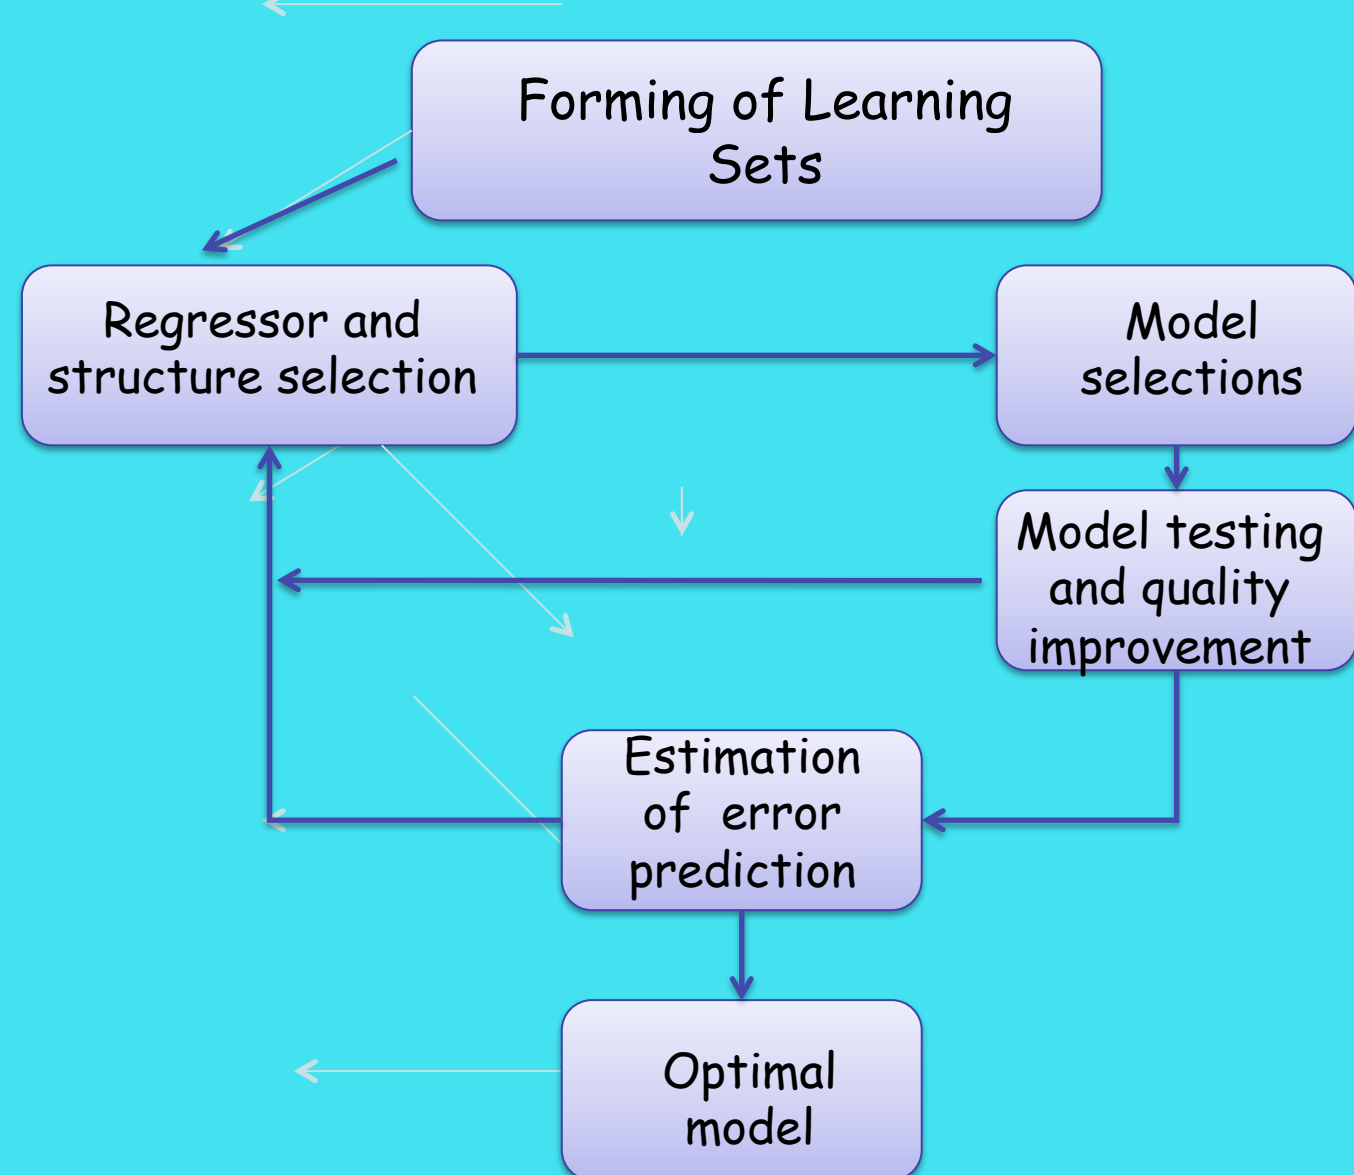 Forming of Learning
Sets
Regressor and
structure selection
Model
selections
Model testing
and quality
improvement
Estimation
of error
prediction
Optimal
model